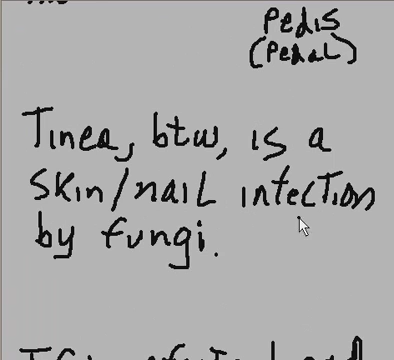 Pedis
(Pedal)
Tinea, btw, is a
skin/nail infection
by fungi.